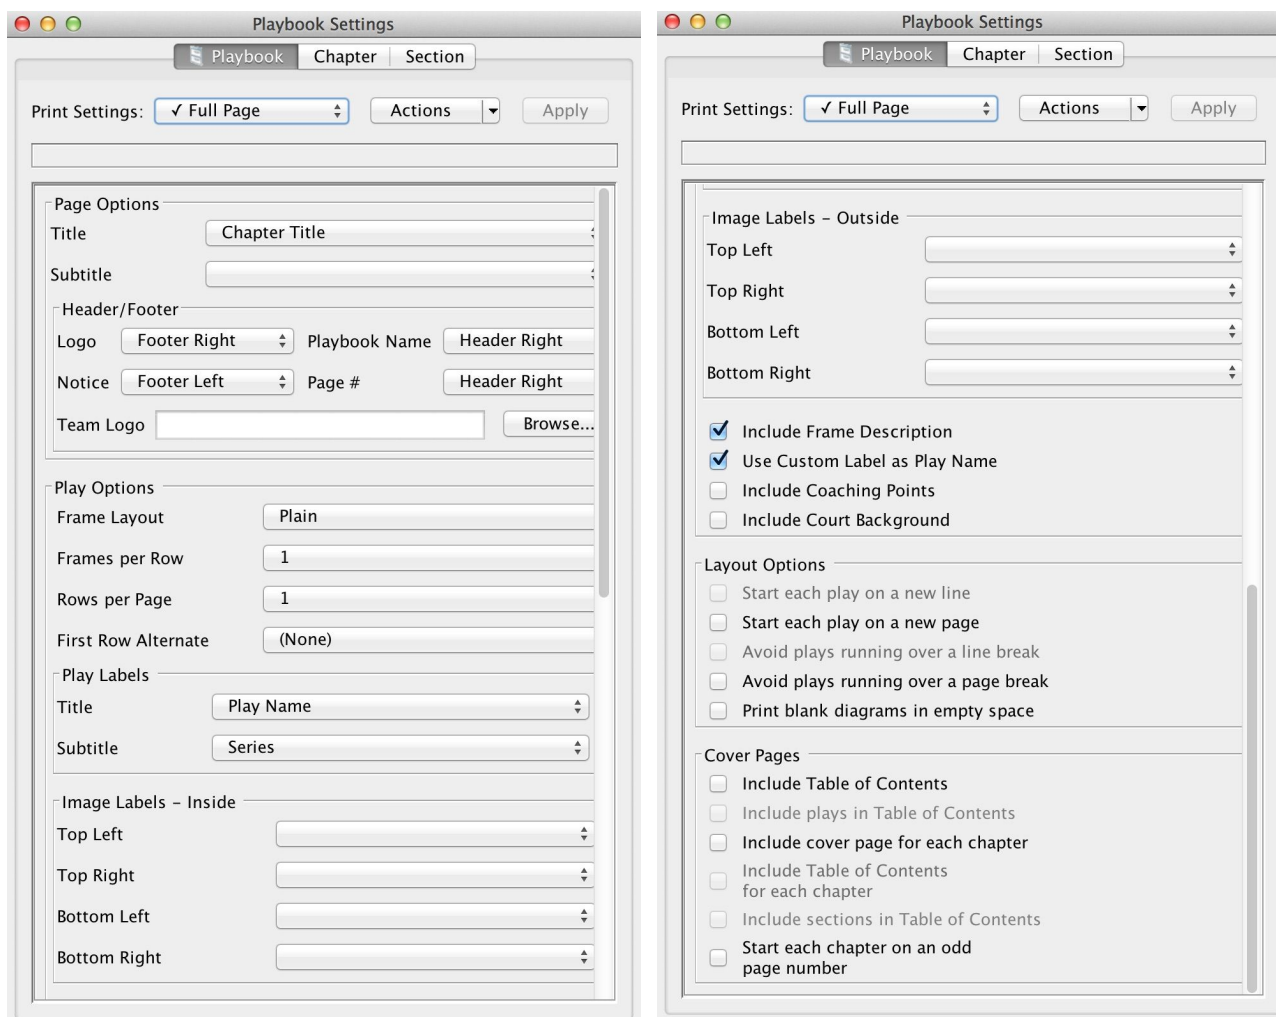 Playbook Settings
Playbook Chapter Section
Print Settings: ✓ Full Page Actions Apply
Page Options
Title Chapter Title
Subtitle
Header/Footer
Logo Footer Right Playbook Name Header Right
Notice Footer Left Page # Header Right
Team Logo Browse...
Play Options
Frame Layout Plain
Frames per Row 1
Rows per Page 1
First Row Alternate (None)
Play Labels
Title Play Name
Subtitle Series
Image Labels – Inside
Top Left
Top Right
Bottom Left
Bottom Right
Playbook Settings
Playbook Chapter Section
Print Settings: ✓ Full Page Actions Apply
Image Labels – Outside
Top Left
Top Right
Bottom Left
Bottom Right
Include Frame Description
Use Custom Label as Play Name
Include Coaching Points
Include Court Background
Layout Options
Start each play on a new line
Start each play on a new page
Avoid plays running over a line break
Avoid plays running over a page break
Print blank diagrams in empty space
Cover Pages
Include Table of Contents
Include plays in Table of Contents
Include cover page for each chapter
Include Table of Contents
for each chapter
Include sections in Table of Contents
Start each chapter on an odd
page number